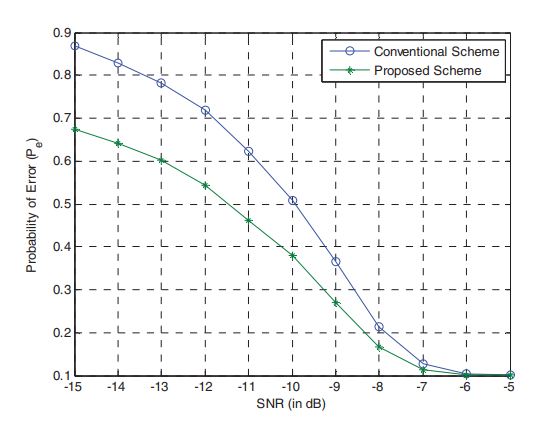 0.9
0.8
0.7
0.6
0.5
0.4
0.3
0.2
0.1
Probability of Error (Pe)
Conventional Scheme
Proposed Scheme
-15 -14 -13 -12 -11 -10 -9 -8 -7 -6 -5
SNR (in dB)